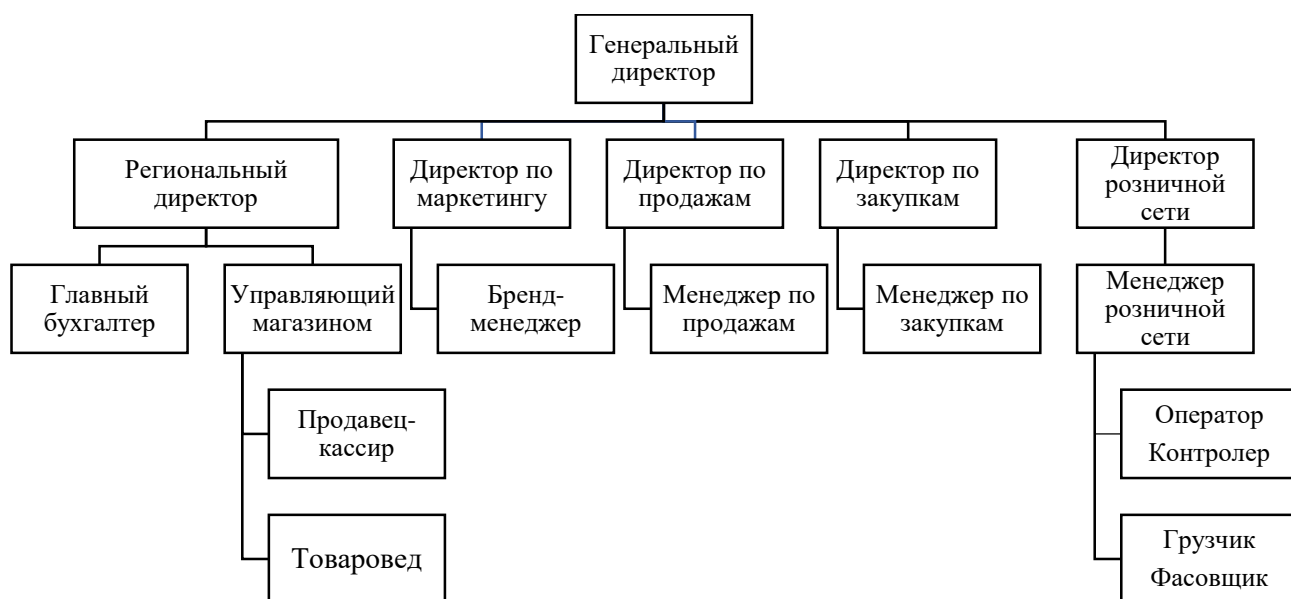 Генеральный
директор
Региональный
директор
Директор по
маркетингу
Директор по
продажам
Директор по
закупкам
Директор
розничной
сети
Главный
бухгалтер
Управляющий
магазином
Бренд-
менеджер
Менеджер по
продажам
Менеджер по
закупкам
Менеджер
розничной
сети
Продавец-
кассир
Оператор
Контролер
Товаровед
Грузчик
Фасовщик